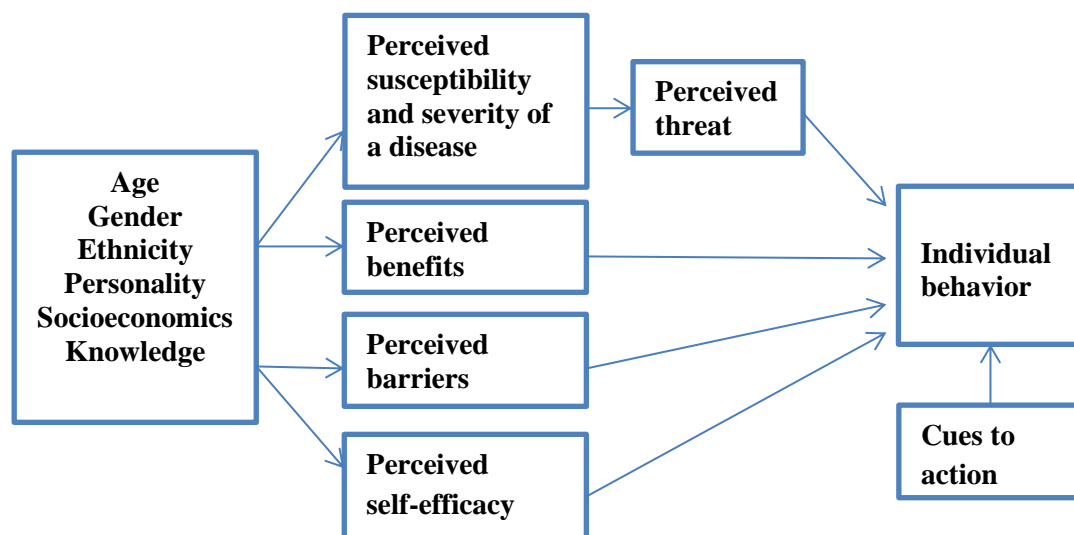 Age
Gender
Ethnicity
Personality
Socioeconomics
Knowledge
Perceived
susceptibility
and severity of
a disease
Perceived
threat
Perceived
benefits
Perceived
barriers
Perceived
self-efficacy
Individual
behavior
Cues to
action